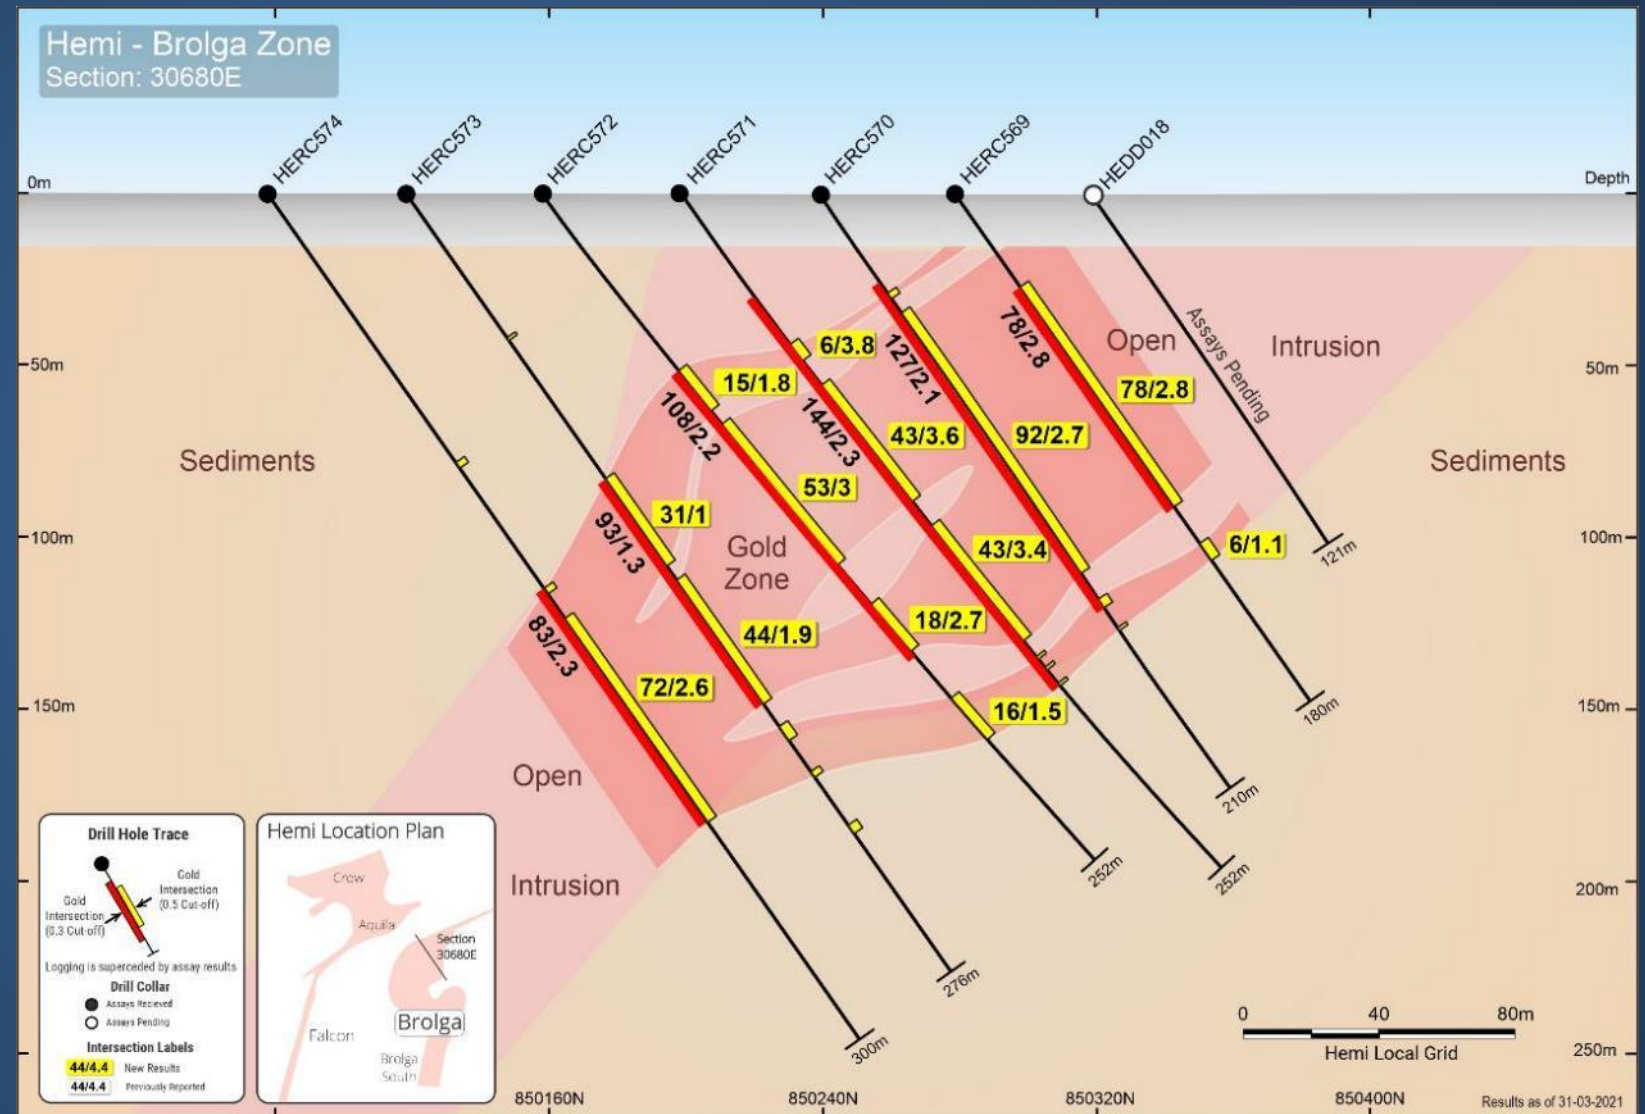 Hemi - Brolga Zone
Section: 30680E
HERC574
HERC573
HERC572
HERC571
HERC570
HERC569
HEDD018
0m
Depth
50m
50m
100m
100m
150m
150m
200m
250m
Sediments
Sediments
Intrusion
Intrusion
Open
Open
Gold
Zone
Assays Pending
6/3.8
15/1.8
108/2.2
144/2.3
127/2.1
78/2.8
78/2.8
43/3.6
92/2.7
53/3
31/1
93/1.3
43/3.4
6/1.1
18/2.7
44/1.9
83/2.3
72/2.6
16/1.5
121m
180m
210m
252m
252m
276m
300m
Drill Hole Trace
Gold
Intersection
(0.5 Cut-off)
Gold
Intersection
(0.3 Cut-off)
Logging is superceded by assay results
Drill Collar
Assays Recieved
Assays Pending
Intersection Labels
44/4.4 New Results
44/4.4 Previously Reported
Hemi Location Plan
Crow
Aquila
Section
30680E
Brolga
Falcon
Brolga
South
0 40 80m
Hemi Local Grid
850160N
850240N
850320N
850400N
Results as of 31-03-2021